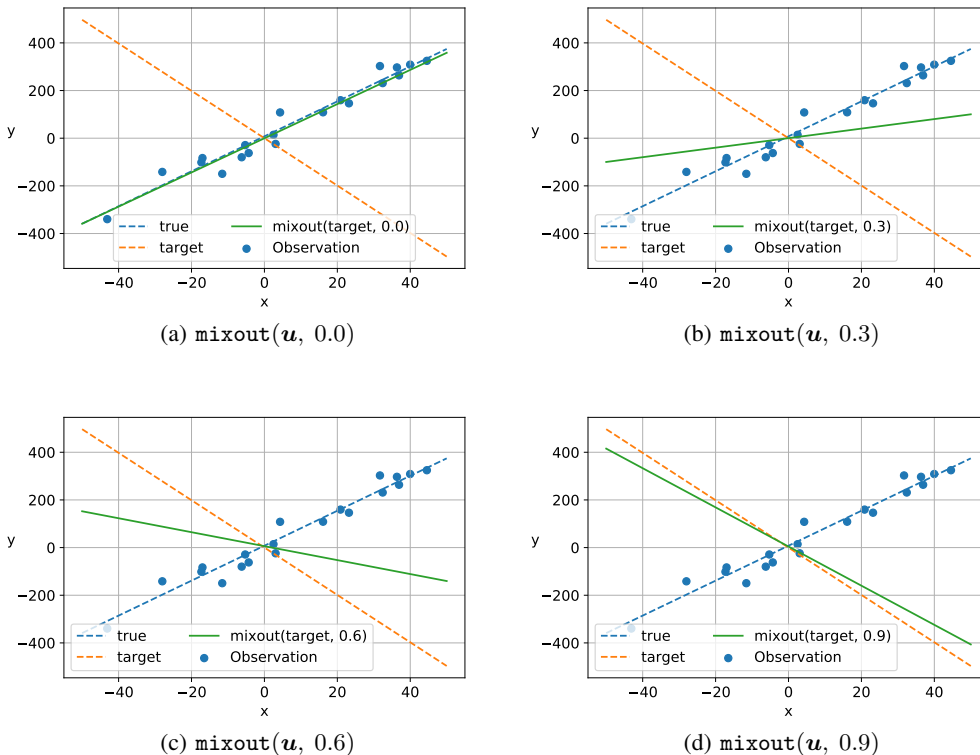 400
200
0
−200
−400
y
true
target
mixout(target, 0.0)
Observation
−40 −20 0 20 40
x
(a) mixout(u, 0.0)
400
200
0
−200
−400
y
true
target
mixout(target, 0.3)
Observation
−40 −20 0 20 40
x
(b) mixout(u, 0.3)
400
200
0
−200
−400
y
true
target
mixout(target, 0.6)
Observation
−40 −20 0 20 40
x
(c) mixout(u, 0.6)
400
200
0
−200
−400
y
true
target
mixout(target, 0.9)
Observation
−40 −20 0 20 40
x
(d) mixout(u, 0.9)